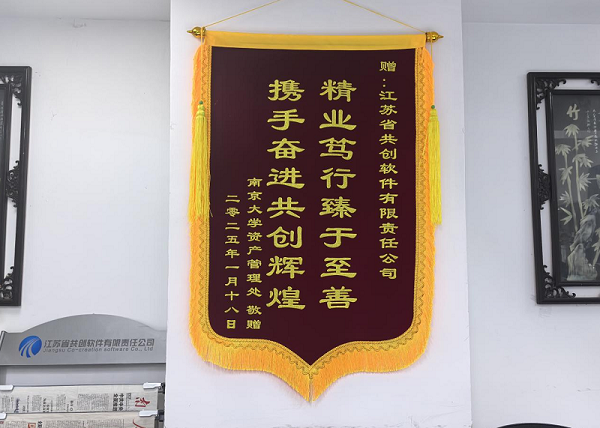 赠：江苏省共创软件有限责任公司
精业笃行臻于至善
携手奋进共创辉煌
南京大学资产管理处 敬赠
二零二五年一月十八日
竹
江苏省共创软件有限责任公司
Jiangsu Co-creation software Co., Ltd